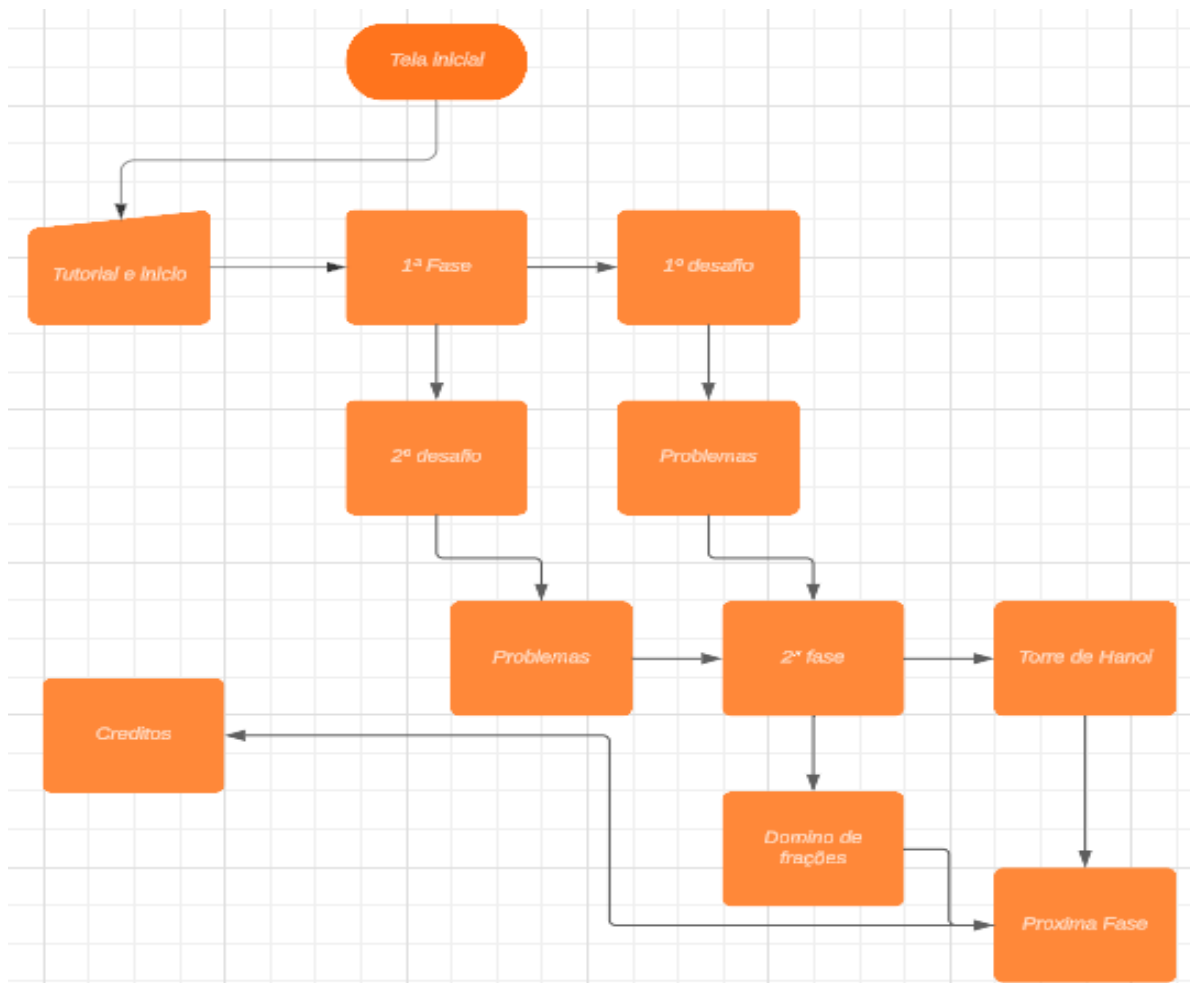 Tela inicial
Tutorial e inicio
1ª Fase
1º desafio
2º desafio
Problemas
Problemas
2ª fase
Torre de Hanoi
Creditos
Domino de
frações
Proxima Fase